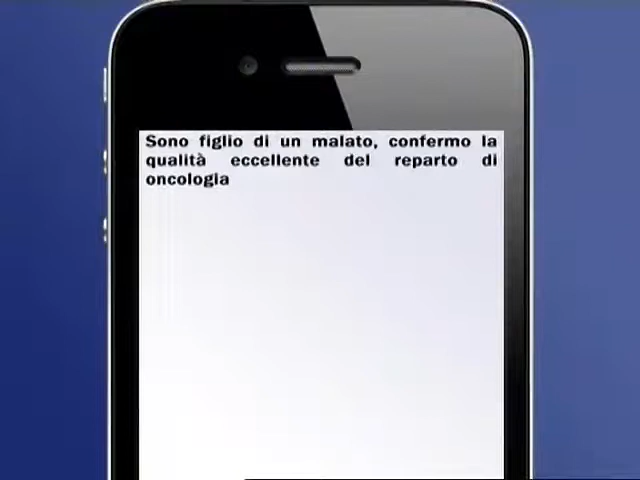 Sono figlio di un malato, confermo la
qualità eccellente del reparto di
oncologia